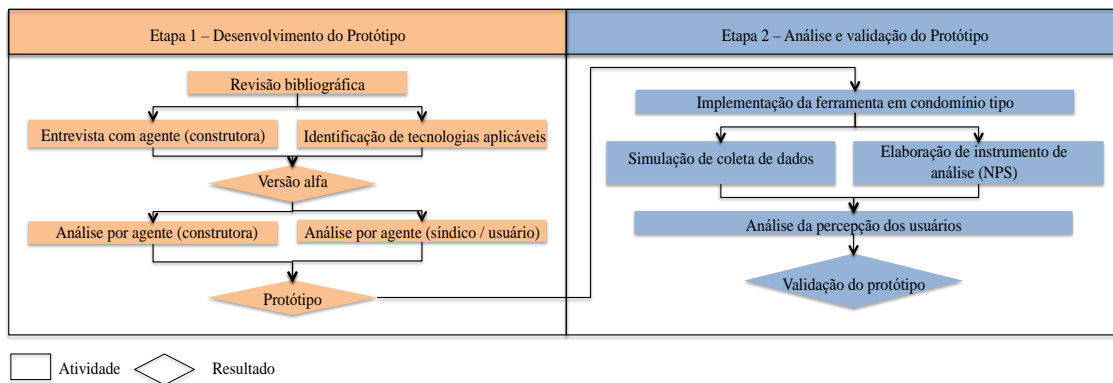 Etapa 1 – Desenvolvimento do Protótipo
Revisão bibliográfica
Entrevista com agente (construtora)
Identificação de tecnologias aplicáveis
Versão alfa
Análise por agente (construtora)
Análise por agente (síndico / usuário)
Protótipo
Etapa 2 – Análise e validação do Protótipo
Implementação da ferramenta em condomínio tipo
Simulação de coleta de dados
Elaboração de instrumento de
análise (NPS)
Análise da percepção dos usuários
Validação do protótipo
Atividade
Resultado